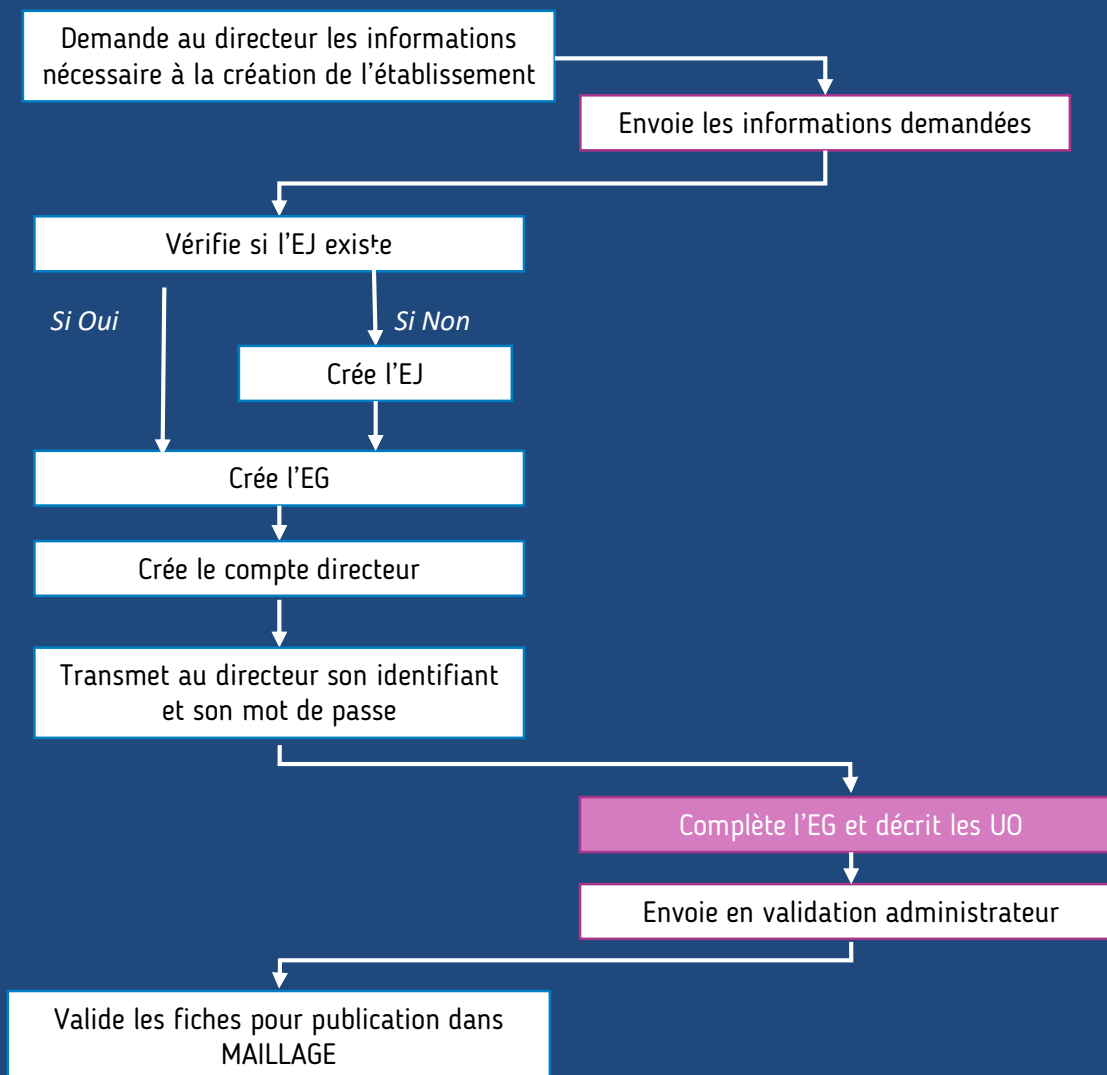 Demande au directeur les informations
nécessaire à la création de l'établissement
Envoie les informations demandées
Vérifie si l'EJ existe
Si Oui
Si Non
Crée l'EJ
Crée l'EG
Crée le compte directeur
Transmet au directeur son identifiant
et son mot de passe
Complète l'EG et décrit les UO
Envoie en validation administrateur
Valide les fiches pour publication dans
MAILLAGE